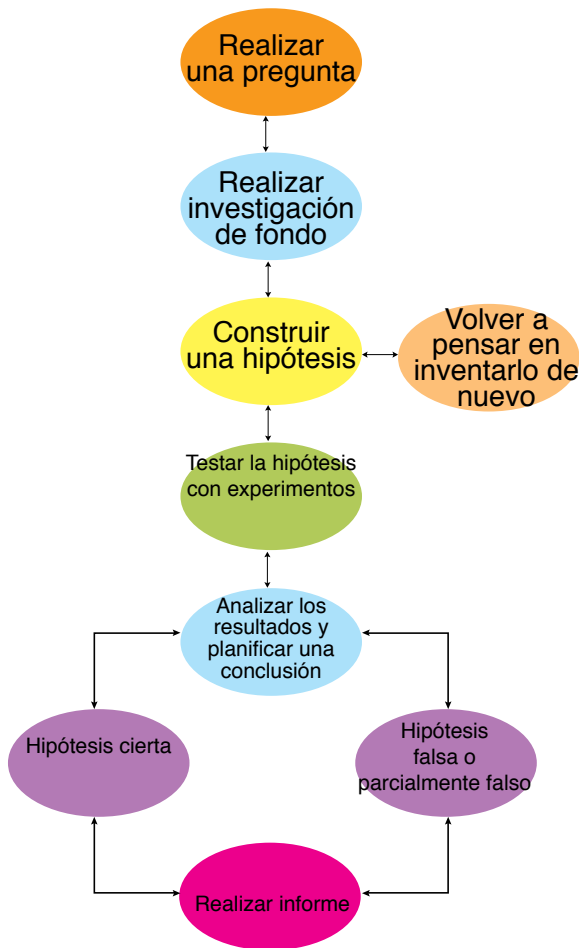 Realizar
una pregunta
Realizar
investigación
de fondo
Construir
una hipótesis
Volver a
pensar en
inventarlo de
nuevo
Testar la hipótesis
con experimentos
Analizar los
resultados y
planificar una
conclusión
Hipótesis cierta
Hipótesis
falsa o
parcialmente falso
Realizar informe